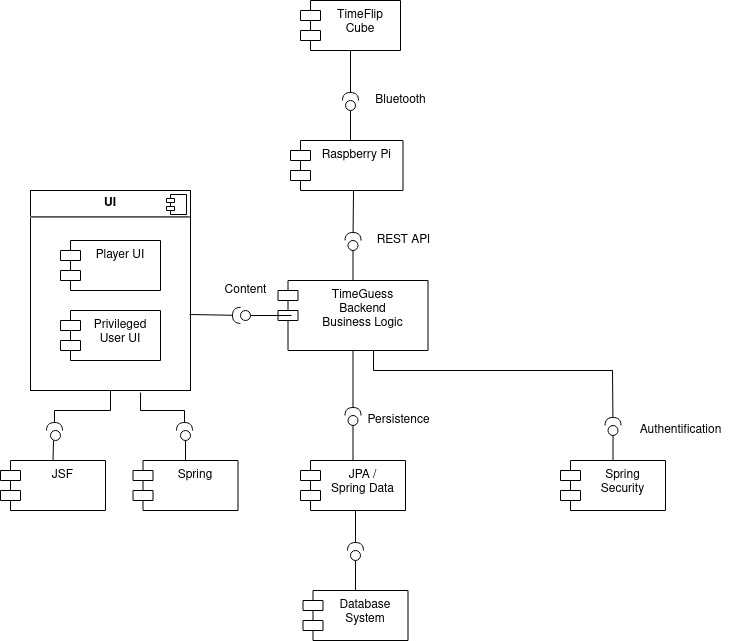 TimeFlip
Cube
Bluetooth
Raspberry Pi
UI
REST API
Player UI
Content
TimeGuess
Backend
Business Logic
Privileged
User UI
Persistence
Authentification
JSF
Spring
JPA /
Spring Data
Spring
Security
Database
System